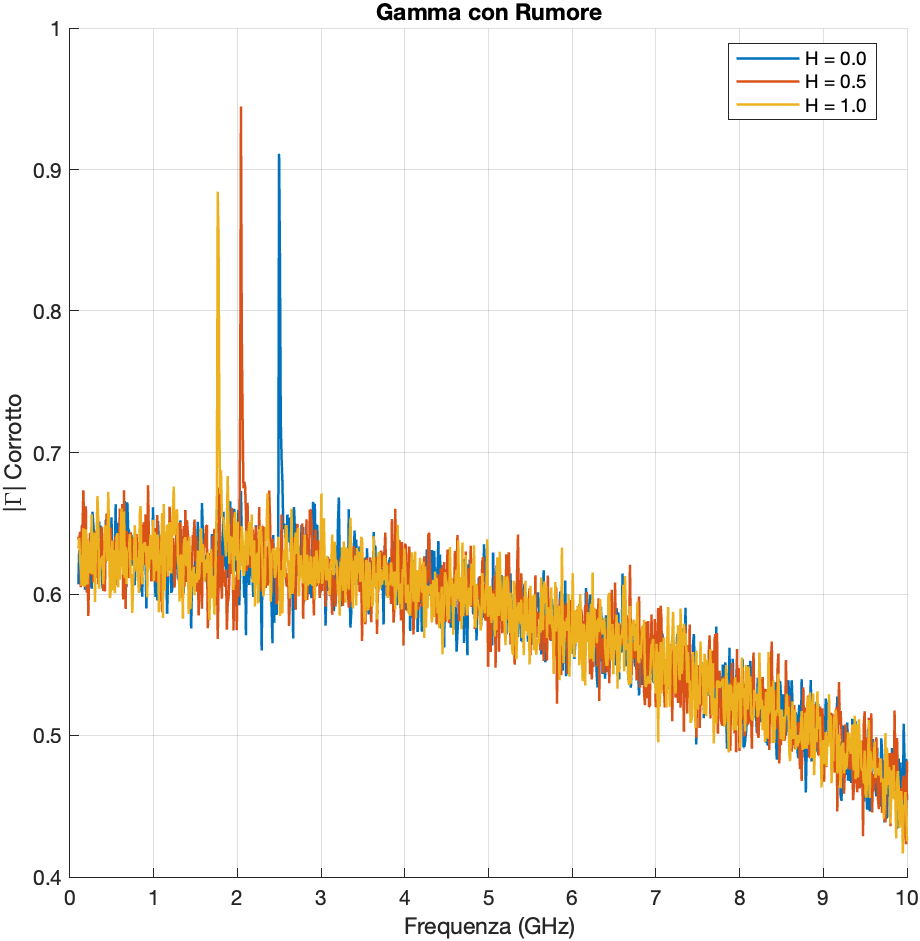 Gamma con Rumore
H = 0.0
H = 0.5
H = 1.0
|Γ| Corrotto
1
0.9
0.8
0.7
0.6
0.5
0.4
0 1 2 3 4 5 6 7 8 9 10
Frequenza (GHz)